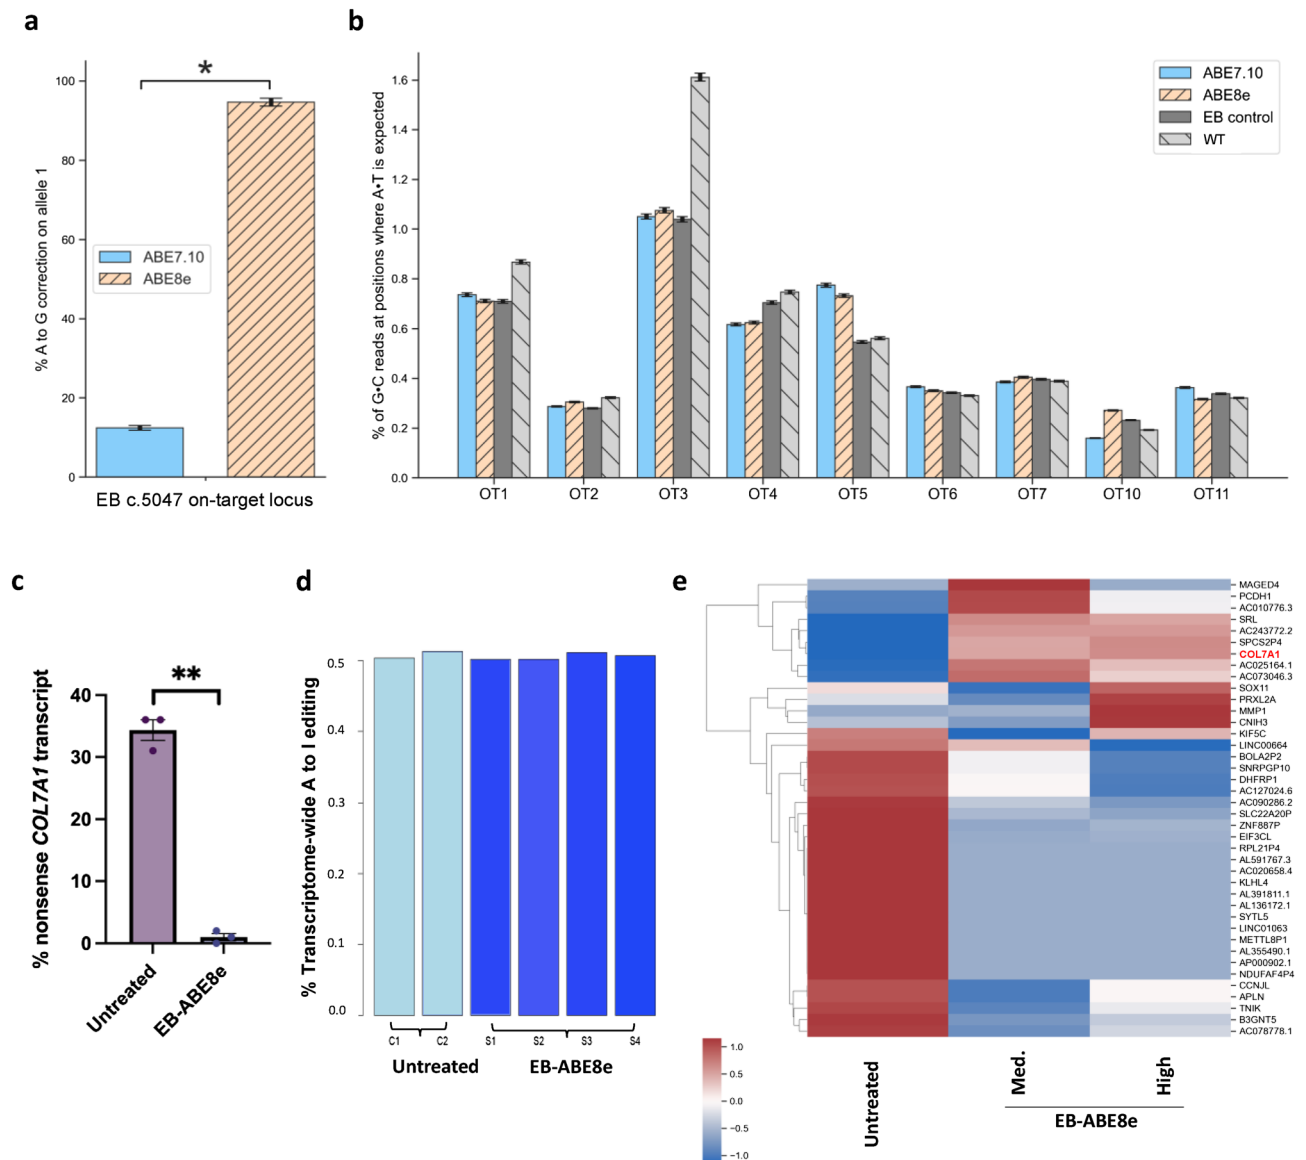 a
% A to G correction on allele 1
100
80
60
40
20
0
*
ABE7.10
ABE8e
EB c.5047 on-target locus
b
% of G•C reads at positions where A•T is expected
1.6
1.4
1.2
1.0
0.8
0.6
0.4
0.2
0.0
ABE7.10
ABE8e
EB control
WT
OT1 OT2 OT3 OT4 OT5 OT6 OT7 OT10 OT11
c
% nonsense COL7A1 transcript
40
30
20
10
0
**
Untreated
EB-ABE8e
d
% Transcriptome-wide A to I editing
0.5
0.4
0.3
0.2
0.1
0.0
C1 C2 S1 S2 S3 S4
Untreated EB-ABE8e
e
MAGED4
PCDH1
AC010776.3
SRL
AC243772.2
SPCS2P4
COL7A1
AC025164.1
AC073046.3
SOX11
PRXL2A
MMP1
CNIH3
KIF5C
LINC00664
BOLA2P2
SNRPGP10
DHFRP1
AC127024.6
AC090286.2
SLC22A20P
ZNF887P
EIF3CL
RPL21P4
AL591767.3
AC020658.4
KLHL4
AL391811.1
AL136172.1
SYTL5
LINC01063
METTL8P1
AL355490.1
AP000902.1
NDUFAF4P4
CCNJL
APLN
TNIK
B3GNT5
AC078778.1
1.0
0.5
0.0
−0.5
−1.0
Untreated
Med.
High
EB-ABE8e